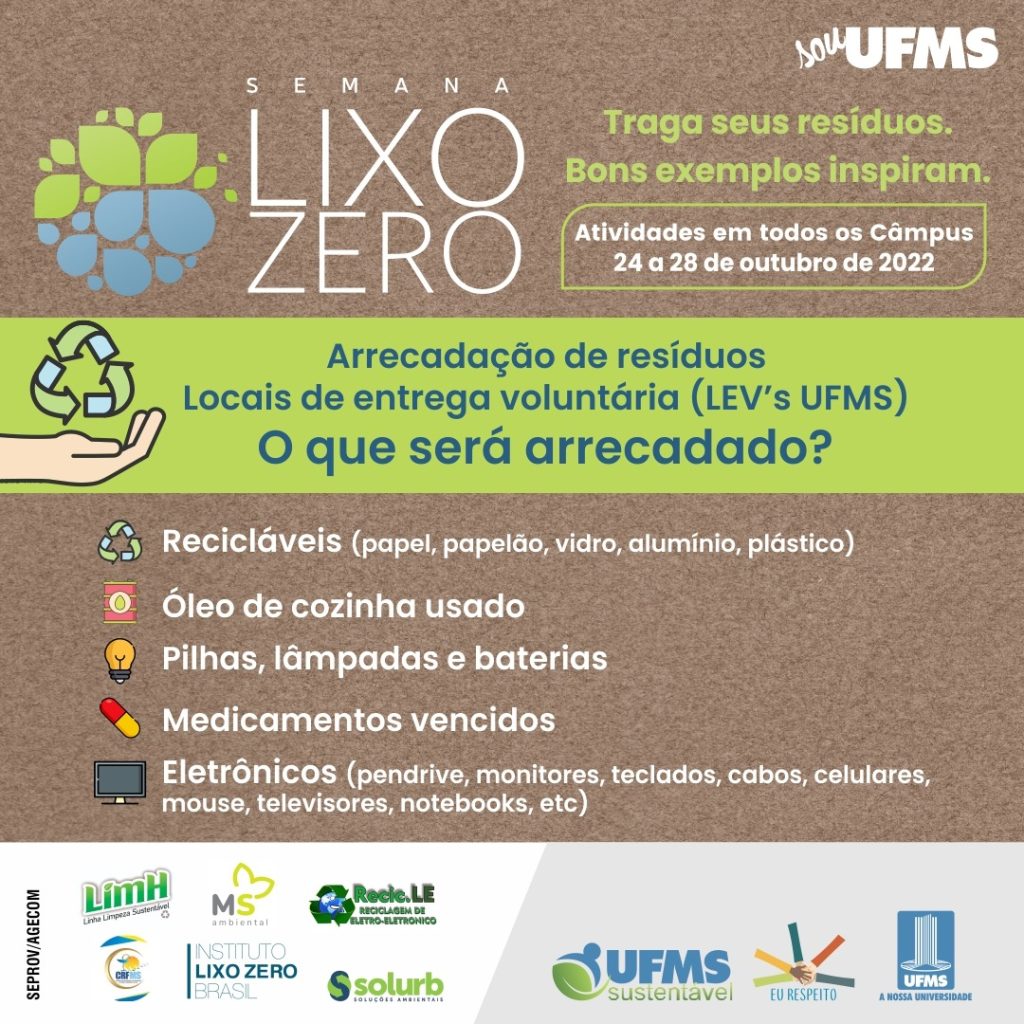 sou UFMS
SEMANA
LIXO
ZERO
Traga seus resíduos.
Bons exemplos inspiram.
Atividades em todos os Câmpus
24 a 28 de outubro de 2022
Arrecadação de resíduos
Locais de entrega voluntária (LEV's UFMS)
O que será arrecadado?
Recicláveis (papel, papelão, vidro, alumínio, plástico)
Óleo de cozinha usado
Pilhas, lâmpadas e baterias
Medicamentos vencidos
Eletrônicos (pendrive, monitores, teclados, cabos, celulares,
mouse, televisores, notebooks, etc)
SEPROV/AGECOM
LimH
Linha Limpeza Sustentável
MS
ambiental
Recic.LE
RECICLAGEM DE
ELETRO-ELETRONICO
CRFMS
INSTITUTO
LIXO ZERO
BRASIL
solurb
SOLUÇÕES AMBIENTAIS
UFMS
sustentável
EU RESPEITO
UFMS
A NOSSA UNIVERSIDADE